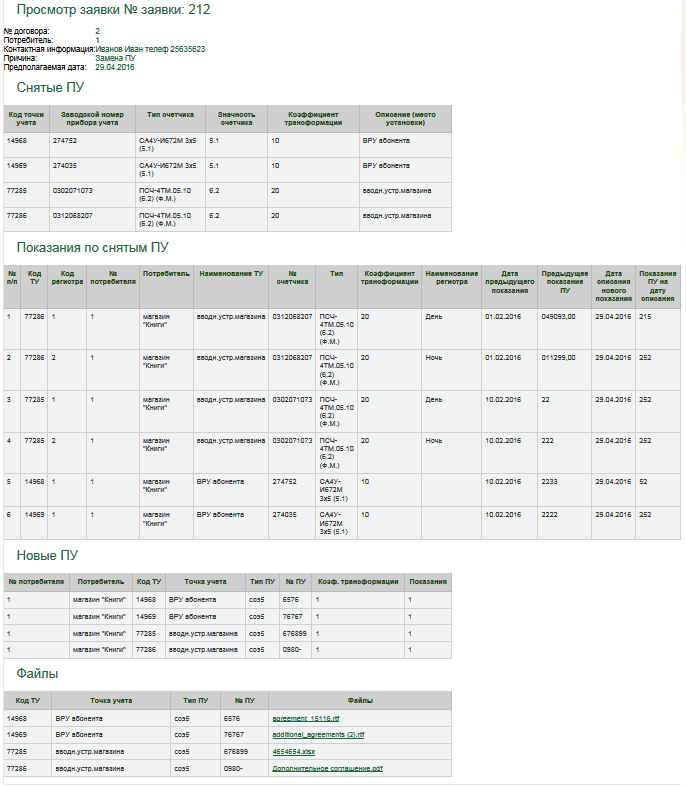 Просмотр заявки № заявки: 212
№ договора: 2
Потребитель: 1
Контактная информация:Иванов Иван телеф 25635623
Причина: Замена ПУ
Предполагаемая дата: 29.04.2016
Снятые ПУ
Код точки учета Заводской номер прибора учета Тип счетчика Значность счетчика Коэффициент трансформации Описание (место установки)
14968 274752 СА4У-И672М 3x5 (5.1) 5.1 10 ВРУ абонента
14969 274035 СА4У-И672М 3x5 (5.1) 5.1 10 ВРУ абонента
77285 0302071073 ПСЧ-4ТМ.05.10 (6.2) (Ф.М.) 6.2 20 вводн.устр.магазина
77286 0312068207 ПСЧ-4ТМ.05.10 (6.2) (Ф.М.) 6.2 20 вводн.устр.магазина
Показания по снятым ПУ
№ п/п Код ТУ Код регистра № потребителя Потребитель Наименование ТУ № счетчика Тип Коэффициент трансформации Наименование регистра Дата предыдущего показания Предыдущее показание ПУ Дата описания нового показания Показание ПУ на дату описания
1 77286 1 1 магазин "Книги" вводн.устр.магазина 0312068207 ПСЧ-4ТМ.05.10 (6.2) (Ф.М.) 20 День 01.02.2016 049093,00 29.04.2016 215
2 77286 2 1 магазин "Книги" вводн.устр.магазина 0312068207 ПСЧ-4ТМ.05.10 (6.2) (Ф.М.) 20 Ночь 01.02.2016 011299,00 29.04.2016 252
3 77285 1 1 магазин "Книги" вводн.устр.магазина 0302071073 ПСЧ-4ТМ.05.10 (6.2) (Ф.М.) 20 День 10.02.2016 22 29.04.2016 252
4 77285 2 1 магазин "Книги" вводн.устр.магазина 0302071073 ПСЧ-4ТМ.05.10 (6.2) (Ф.М.) 20 Ночь 10.02.2016 222 29.04.2016 252
5 14968 1 1 магазин "Книги" ВРУ абонента 274752 СА4У-И672М 3x5 (5.1) 10 10.02.2016 2233 29.04.2016 52
6 14969 1 1 магазин "Книги" ВРУ абонента 274035 СА4У-И672М 3x5 (5.1) 10 10.02.2016 2222 29.04.2016 252
Новые ПУ
№ потребителя Потребитель Код ТУ Точка учета Тип ПУ № ПУ Коэф. трансформации Показания
1 магазин "Книги" 14968 ВРУ абонента соэ5 6576 1 1
1 магазин "Книги" 14969 ВРУ абонента соэ5 76767 1 1
1 магазин "Книги" 77285 вводн.устр.магазина соэ5 676899 1 1
1 магазин "Книги" 77286 вводн.устр.магазина соэ5 0980- 1 1
Файлы
Код ТУ Точка учета Тип ПУ № ПУ Файлы
14968 ВРУ абонента соэ5 6576 agreement_15116.rtf
14969 ВРУ абонента соэ5 76767 additional_agreements (2).rtf
77285 вводн.устр.магазина соэ5 676899 4654654.xlsx
77286 вводн.устр.магазина соэ5 0980- Дополнительное соглашение.pdf